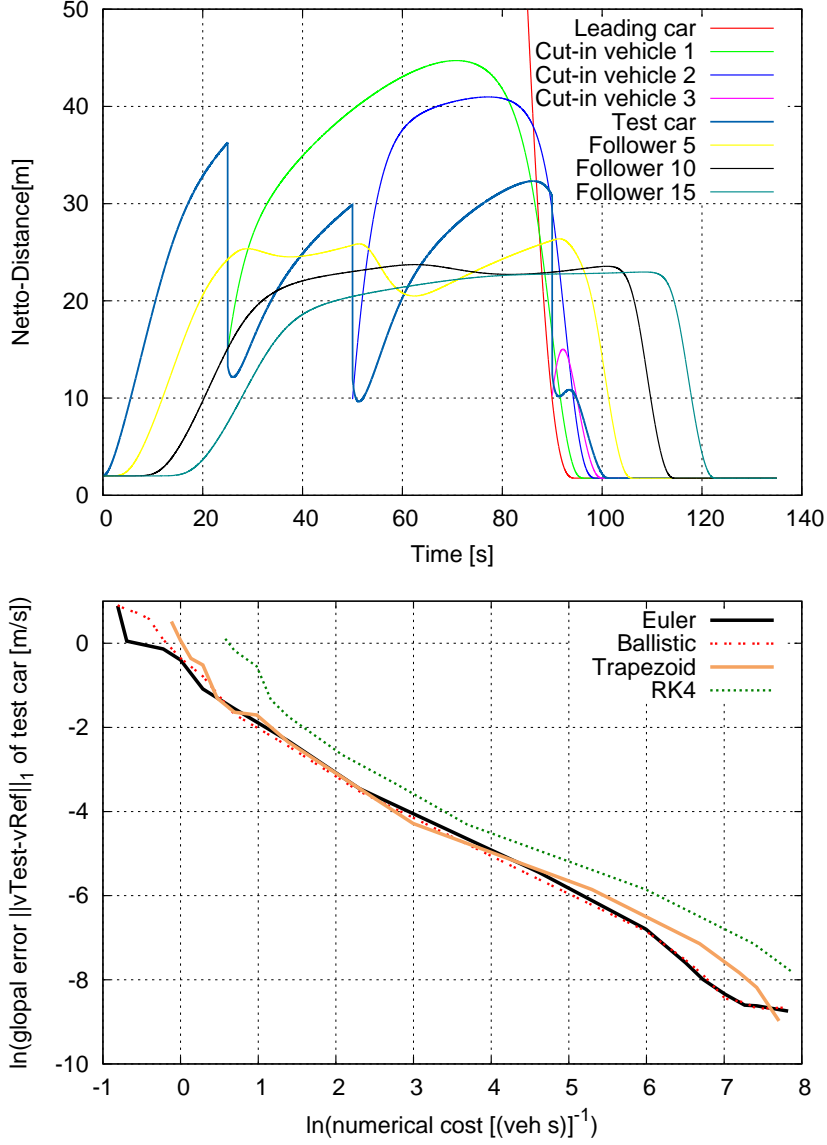 50
40
30
20
10
0
Netto-Distance[m]
Leading car
Cut-in vehicle 1
Cut-in vehicle 2
Cut-in vehicle 3
Test car
Follower 5
Follower 10
Follower 15
0 20 40 60 80 100 120 140
Time [s]
0
-2
-4
-6
-8
-10
ln(glopal error ||vTest-vRef||1 of test car [m/s])
Euler
Ballistic
Trapezoid
RK4
-1 0 1 2 3 4 5 6 7 8
ln(numerical cost [(veh s)]-1)